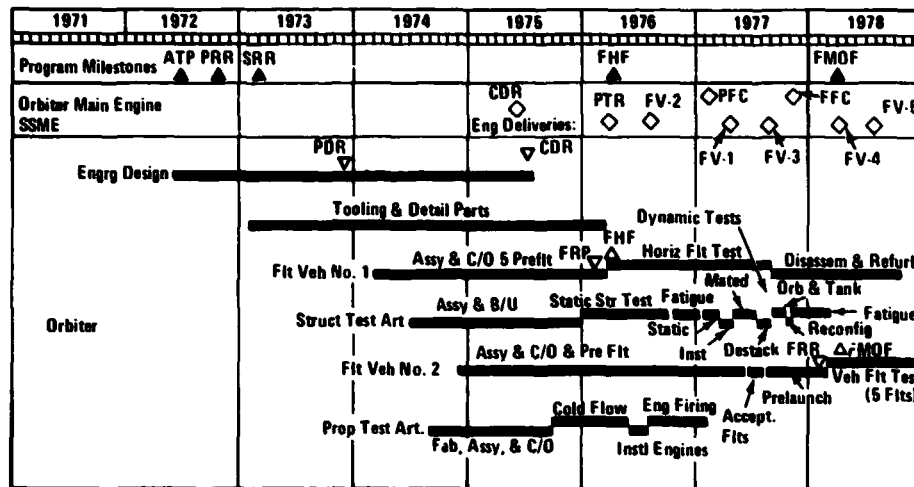 1971 1972 1973 1974 1975 1976 1977 1978
Program Milestones ATP PRR SRR FHF FMOF
Orbiter Main Engine
SSME
CDR
Eng Deliveries:
PTR FV-2 PFC FFC
FV-1 FV-3 FV-4
PDR CDR
Engrg Design
Tooling & Detail Parts
Dynamic Tests
FRP FHF
Flt Veh No. 1 Assy & C/O 5 Preflt Horiz Flt Test Disassem & Refurb
Mated Orb & Tank
Orbiter
Struct Test Art Assy & B/U Static Str Test Fatigue Fatigue
Static Inst Destack Reconfig
FRR FMOF
Flt Veh No. 2 Assy & C/O & Pre Flt Veh Flt Test
(5 Flts)
Prelaunch
Accept.
Flts
Cold Flow Eng Firing
Prop Test Art. Fab, Assy, & C/O Instl Engines